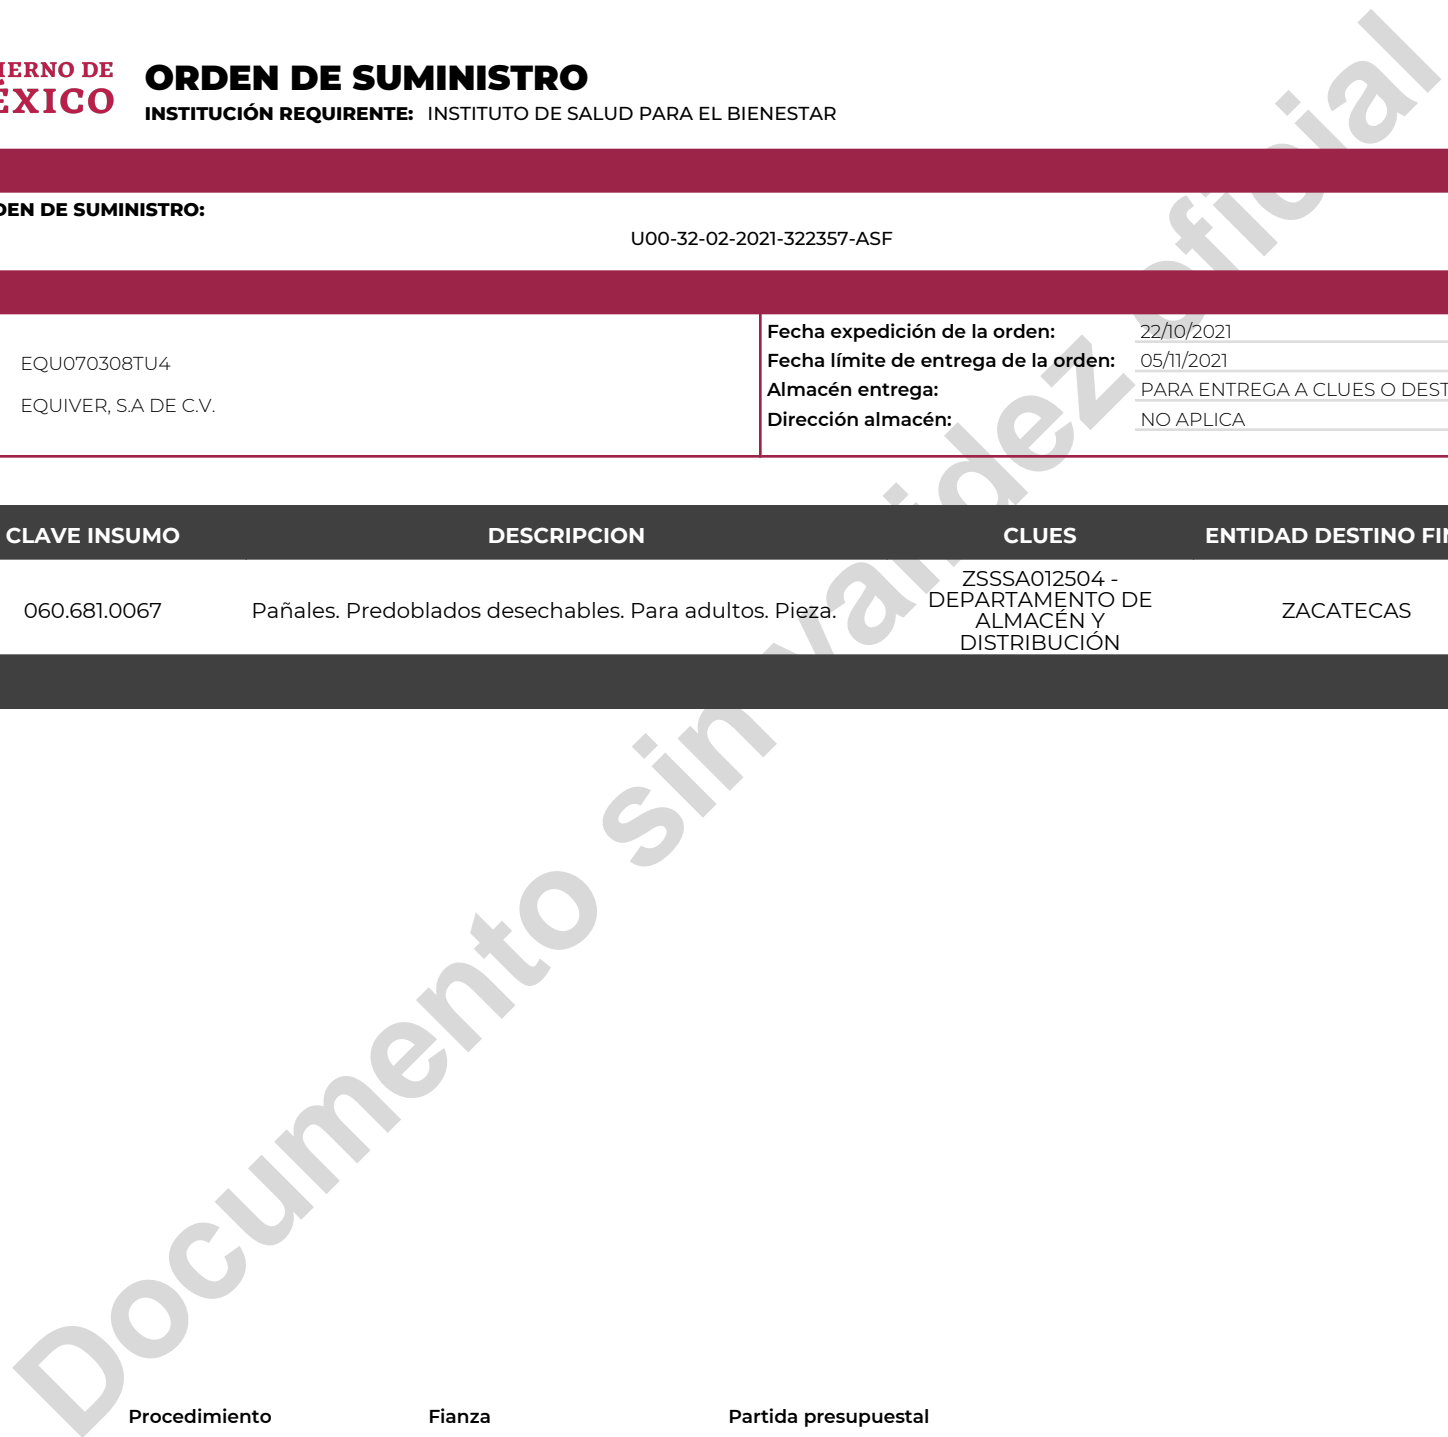 IERNO DE
ÉXICO
ORDEN DE SUMINISTRO
INSTITUCIÓN REQUIRENTE: INSTITUTO DE SALUD PARA EL BIENESTAR
DEN DE SUMINISTRO:
U00-32-02-2021-322357-ASF
EQU070308TU4
EQUIVER, S.A DE C.V.
Fecha expedición de la orden: 22/10/2021
Fecha límite de entrega de la orden: 05/11/2021
Almacén entrega: PARA ENTREGA A CLUES O DEST
Dirección almacén: NO APLICA
CLAVE INSUMO DESCRIPCION CLUES ENTIDAD DESTINO FIN
060.681.0067 Pañales. Predoblados desechables. Para adultos. Pieza.
ZSSSA012504 -
DEPARTAMENTO DE
ALMACÉN Y
DISTRIBUCIÓN
ZACATECAS
Documento sin validez oficial
Procedimiento Fianza Partida presupuestal